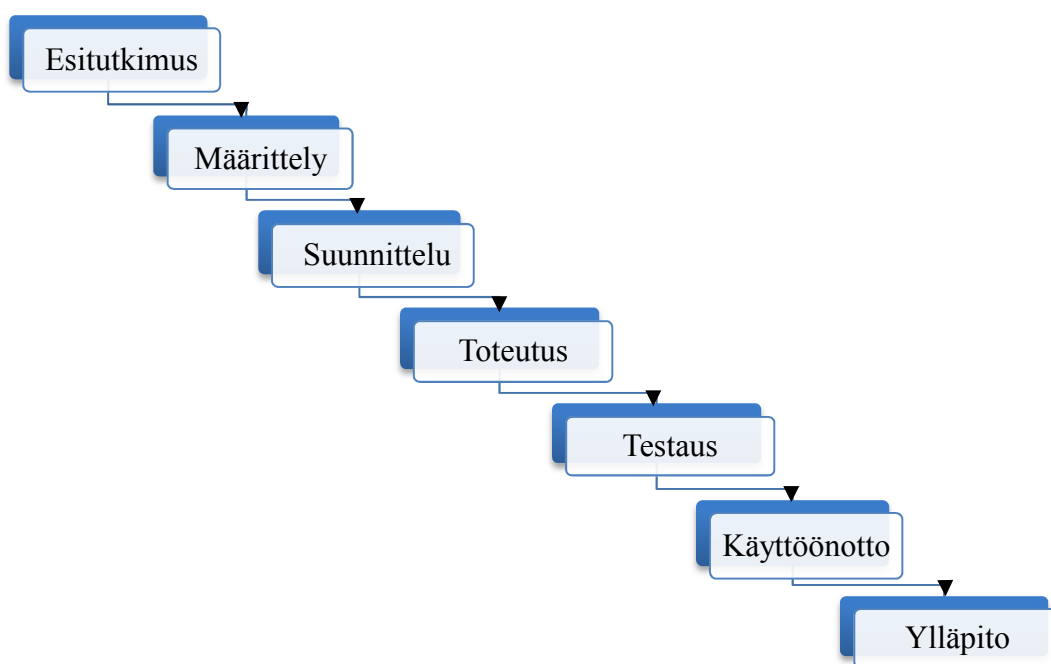 Esitutkimus
Määrittely
Suunnittelu
Toteutus
Testaus
Käyttöönotto
Ylläpito